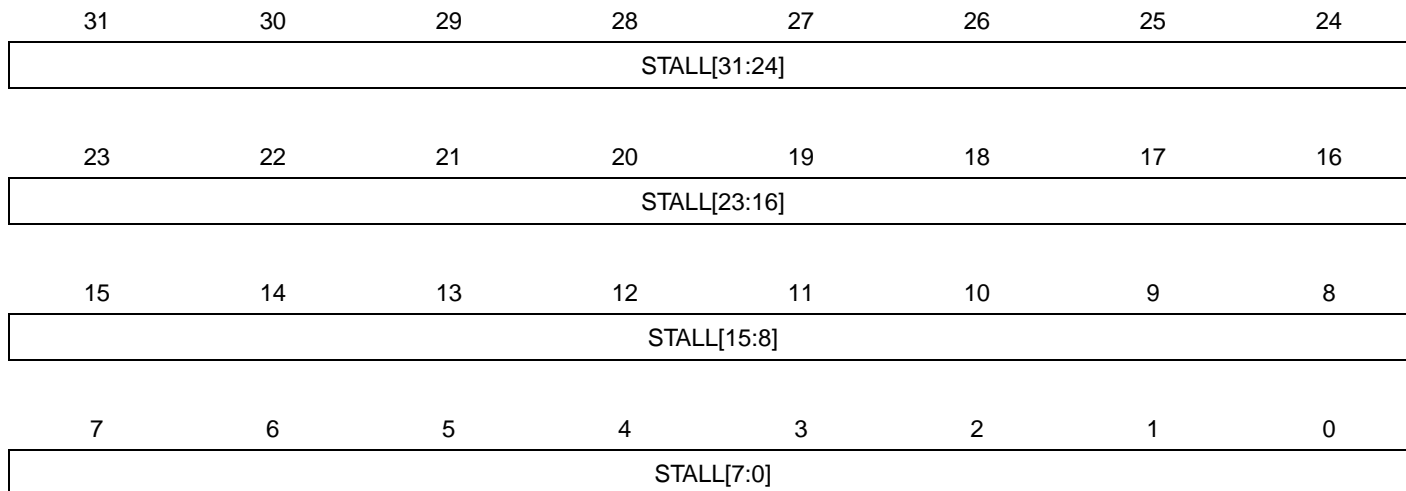 31 30 29 28 27 26 25 24
STALL[31:24]
23 22 21 20 19 18 17 16
STALL[23:16]
15 14 13 12 11 10 9 8
STALL[15:8]
7 6 5 4 3 2 1 0
STALL[7:0]